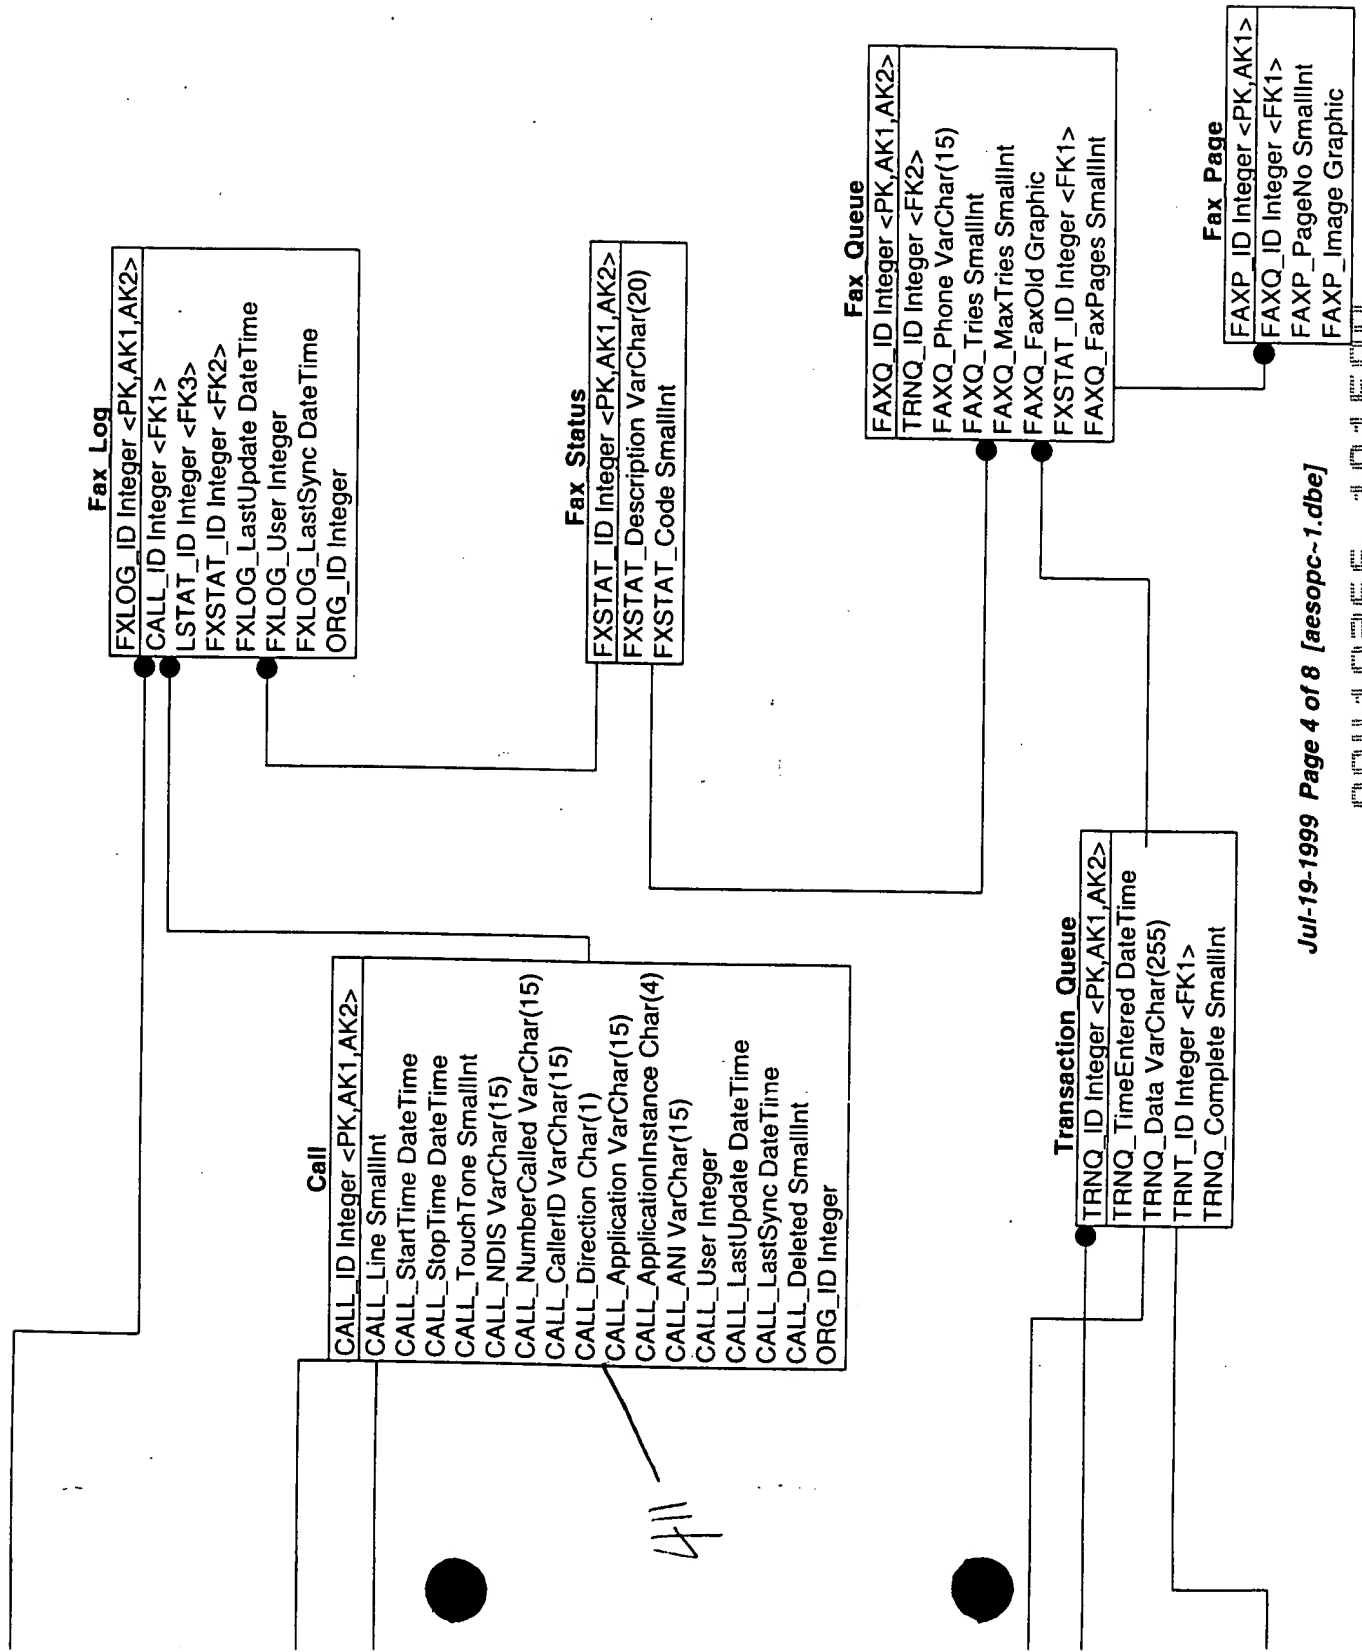 Fax_Log
FXLOG_ID Integer <PK,AK1,AK2>
CALL_ID Integer <FK1>
LSTAT_ID Integer <FK3>
FXSTAT_ID Integer <FK2>
FXLOG_LastUpdate DateTime
FXLOG_User Integer
FXLOG_LastSync DateTime
ORG_ID Integer
Call
CALL_ID Integer <PK,AK1,AK2>
CALL_Line SmallInt
CALL_StartTime DateTime
CALL_StopTime DateTime
CALL_TouchTone SmallInt
CALL_NDIS VarChar(15)
CALL_NumberCalled VarChar(15)
CALL_CallerID VarChar(15)
CALL_Direction Char(1)
CALL_Application VarChar(15)
CALL_ApplicationInstance Char(4)
CALL_ANI VarChar(15)
CALL_User Integer
CALL_LastUpdate DateTime
CALL_LastSync DateTime
CALL_Deleted SmallInt
ORG_ID Integer
411
Fax_Status
FXSTAT_ID Integer <PK,AK1,AK2>
FXSTAT_Description VarChar(20)
FXSTAT_Code SmallInt
Fax_Queue
FAXQ_ID Integer <PK,AK1,AK2>
TRNQ_ID Integer <FK2>
FAXQ_Phone VarChar(15)
FAXQ_Tries SmallInt
FAXQ_MaxTries SmallInt
FAXQ_FaxOld Graphic
FXSTAT_ID Integer <FK1>
FAXQ_FaxPages SmallInt
Transaction_Queue
TRNQ_ID Integer <PK,AK1,AK2>
TRNQ_TimeEntered DateTime
TRNQ_Data VarChar(255)
TRNT_ID Integer <FK1>
TRNQ_Complete SmallInt
Fax_Page
FAXP_ID Integer <PK,AK1>
FAXQ_ID Integer <FK1>
FAXP_PageNo SmallInt
FAXP_Image Graphic
Jul-19-1999 Page 4 of 8 [aesopc~1.dbe]